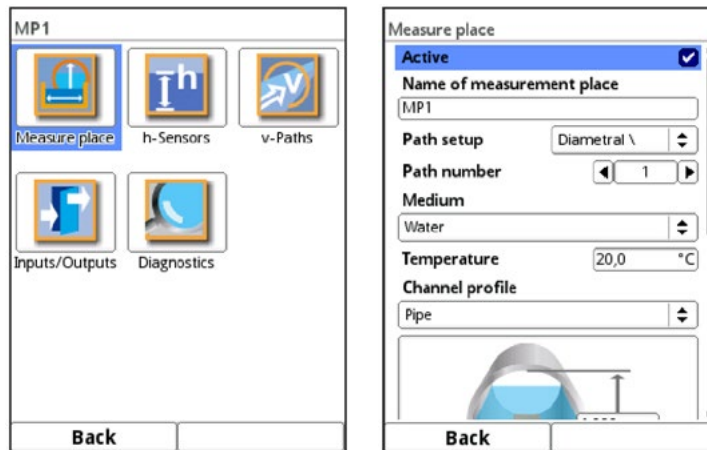 MP1
h
v
Measure place h-Sensors v-Paths
Inputs/Outputs Diagnostics
Back
Measure place
Active
Name of measurement place
MP1
Path setup Diametral \
Path number 1
Medium
Water
Temperature 20,0 °C
Channel profile
Pipe
Back